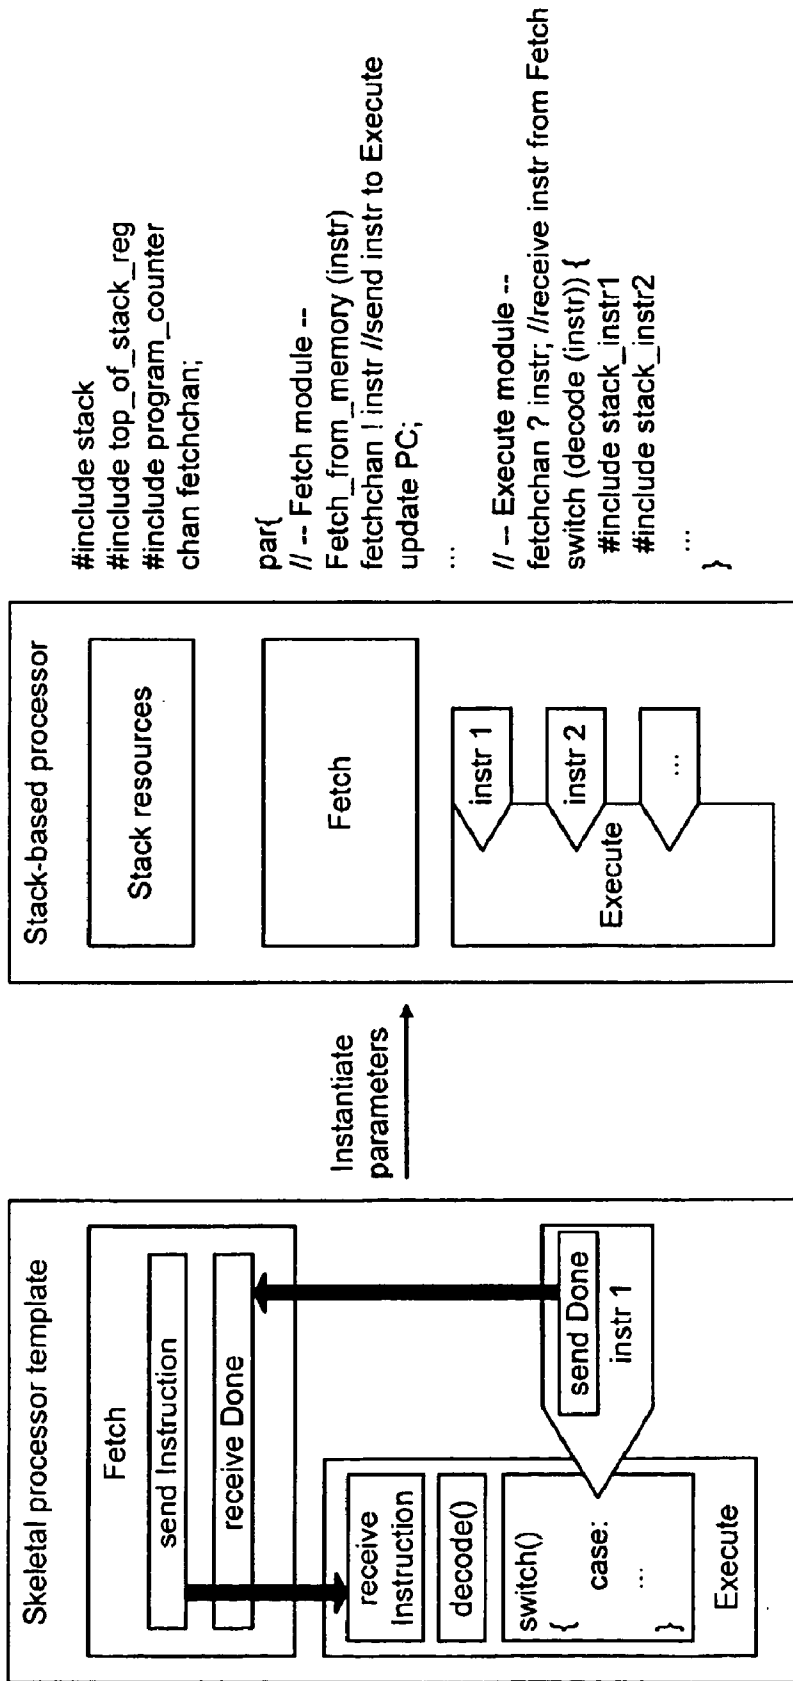 Skeletal processor template
Fetch
send Instruction
receive Done
receive
Instruction
decode()
switch()
{
case:
...
}
Execute
send Done
instr 1
Instantiate
parameters
Stack-based processor
Stack resources
Fetch
instr 1
instr 2
...
Execute
#include stack
#include top_of_stack_reg
#include program_counter
chan fetchchan;
par{
// -- Fetch module --
Fetch_from_memory (instr)
fetchchan ! instr //send instr to Execute
update PC;
...
// -- Execute module --
fetchchan ? instr; //receive instr from Fetch
switch (decode (instr)) {
#include stack_instr1
#include stack_instr2
...
}